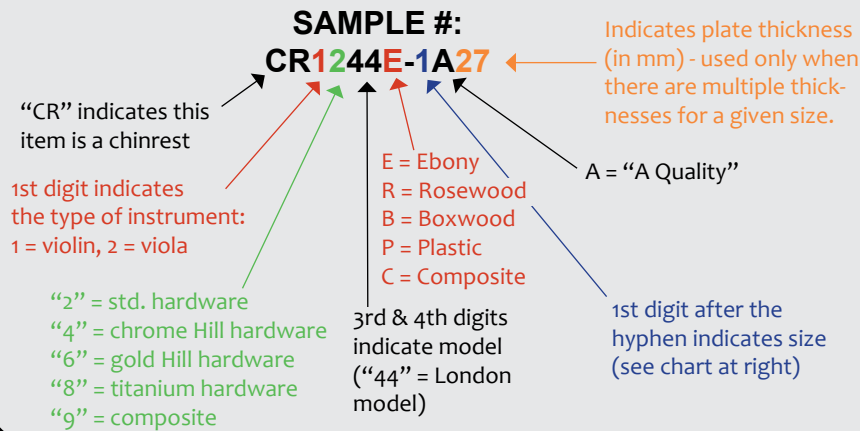 SAMPLE #:
CR1244E-1A27
Indicates plate thickness
(in mm) - used only when
there are multiple thick-
nesses for a given size.
“CR” indicates this
item is a chinrest
1st digit indicates
the type of instrument:
1 = violin, 2 = viola
“2” = std. hardware
“4” = chrome Hill hardware
“6” = gold Hill hardware
“8” = titanium hardware
“9” = composite
3rd & 4th digits
indicate model
(“44” = London
model)
E = Ebony
R = Rosewood
B = Boxwood
P = Plastic
C = Composite
A = “A Quality”
1st digit after the
hyphen indicates size
(see chart at right)